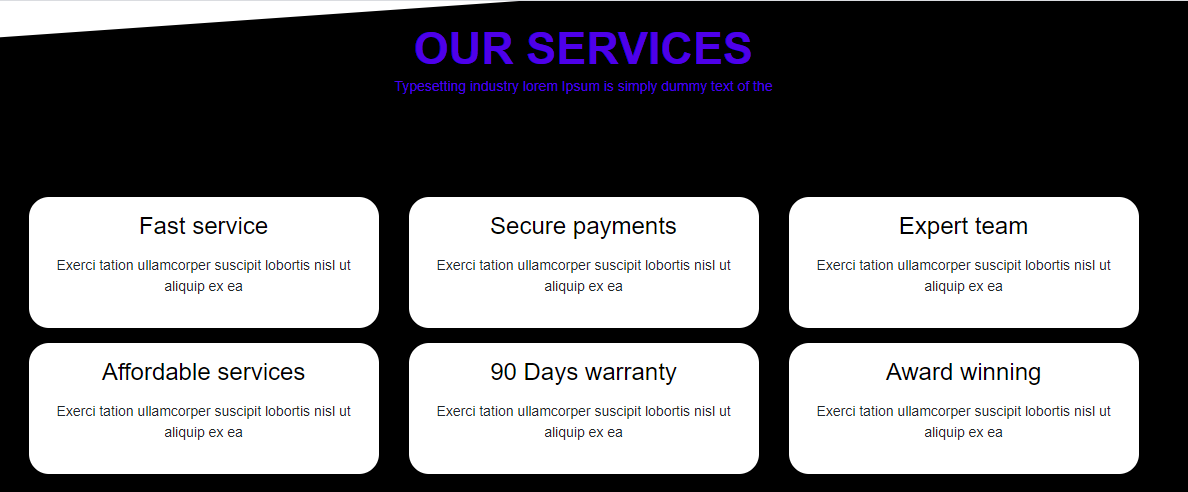 OUR SERVICES
Typesetting industry lorem Ipsum is simply dummy text of the
Fast service
Exerci tation ullamcorper suscipit lobortis nisl ut
aliquip ex ea
Secure payments
Exerci tation ullamcorper suscipit lobortis nisl ut
aliquip ex ea
Expert team
Exerci tation ullamcorper suscipit lobortis nisl ut
aliquip ex ea
Affordable services
Exerci tation ullamcorper suscipit lobortis nisl ut
aliquip ex ea
90 Days warranty
Exerci tation ullamcorper suscipit lobortis nisl ut
aliquip ex ea
Award winning
Exerci tation ullamcorper suscipit lobortis nisl ut
aliquip ex ea